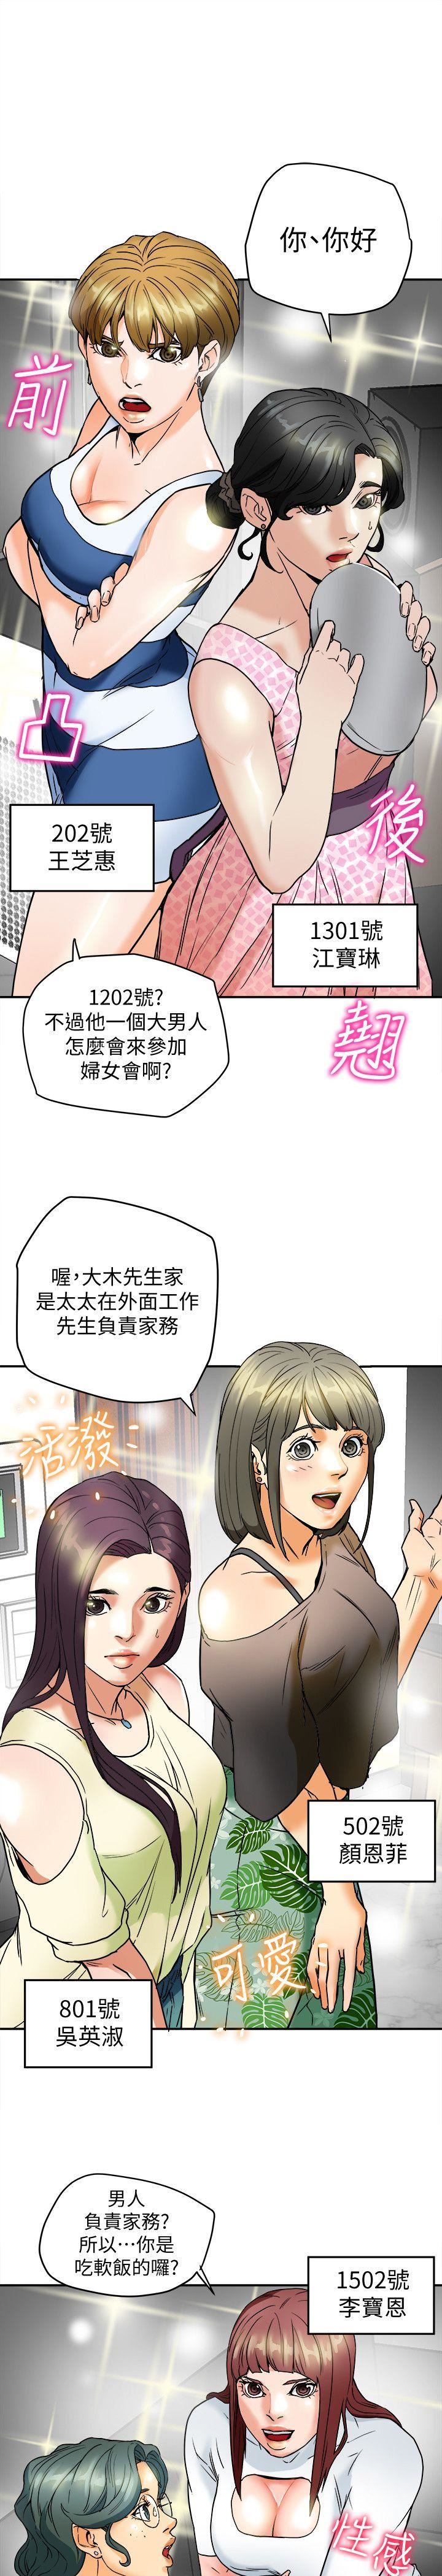 你、你好
前
凸
202號
王芝惠
後
翹
1301號
江寶琳
1202號?
不過他一個大男人
怎麼會來參加
婦女會啊?
喔,大木先生家
是太太在外面工作
先生負責家務
活潑
502號
顏恩菲
可愛
801號
吳英淑
男人
負責家務?
所以…你是
吃軟飯的囉?
1502號
李寶恩
性感